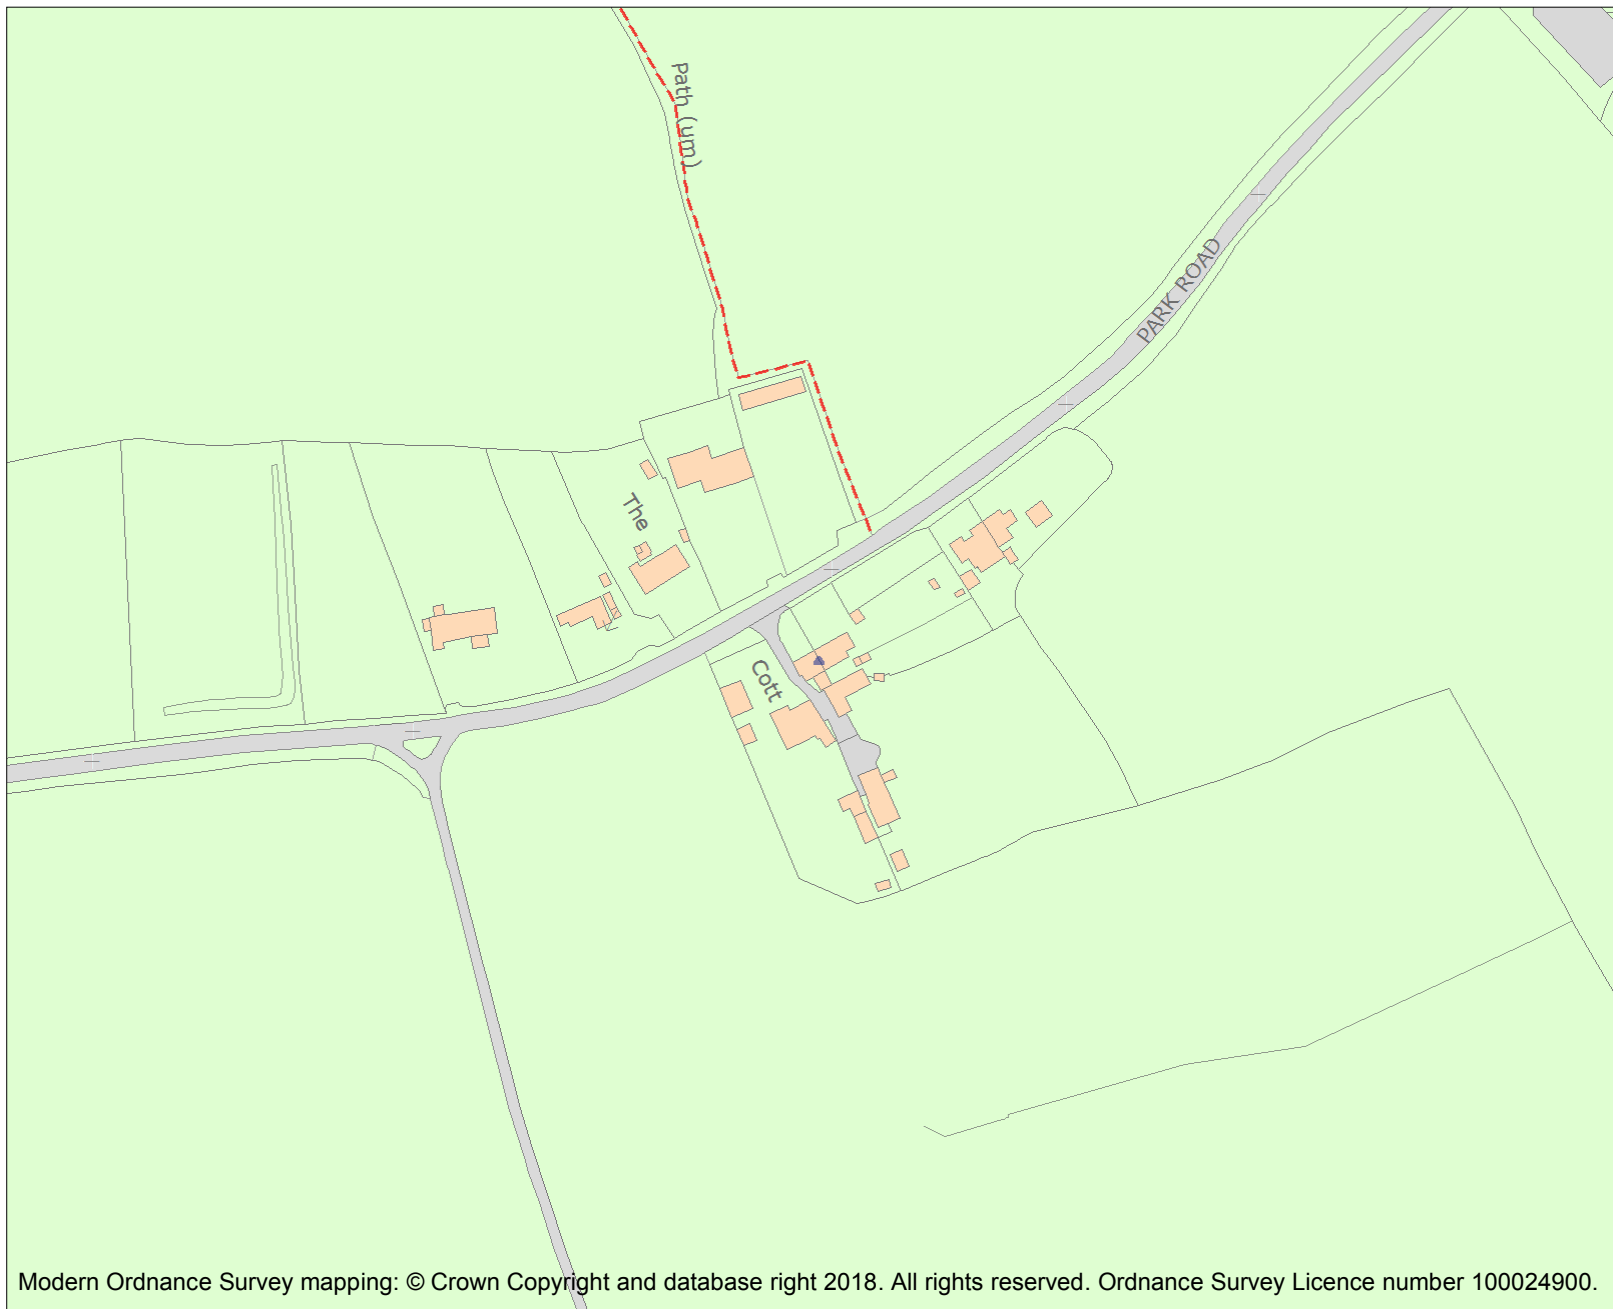 Path (um)
PARK ROAD
The
Cott
Modern Ordnance Survey mapping: © Crown Copyright and database right 2018. All rights reserved. Ordnance Survey Licence number 100024900.